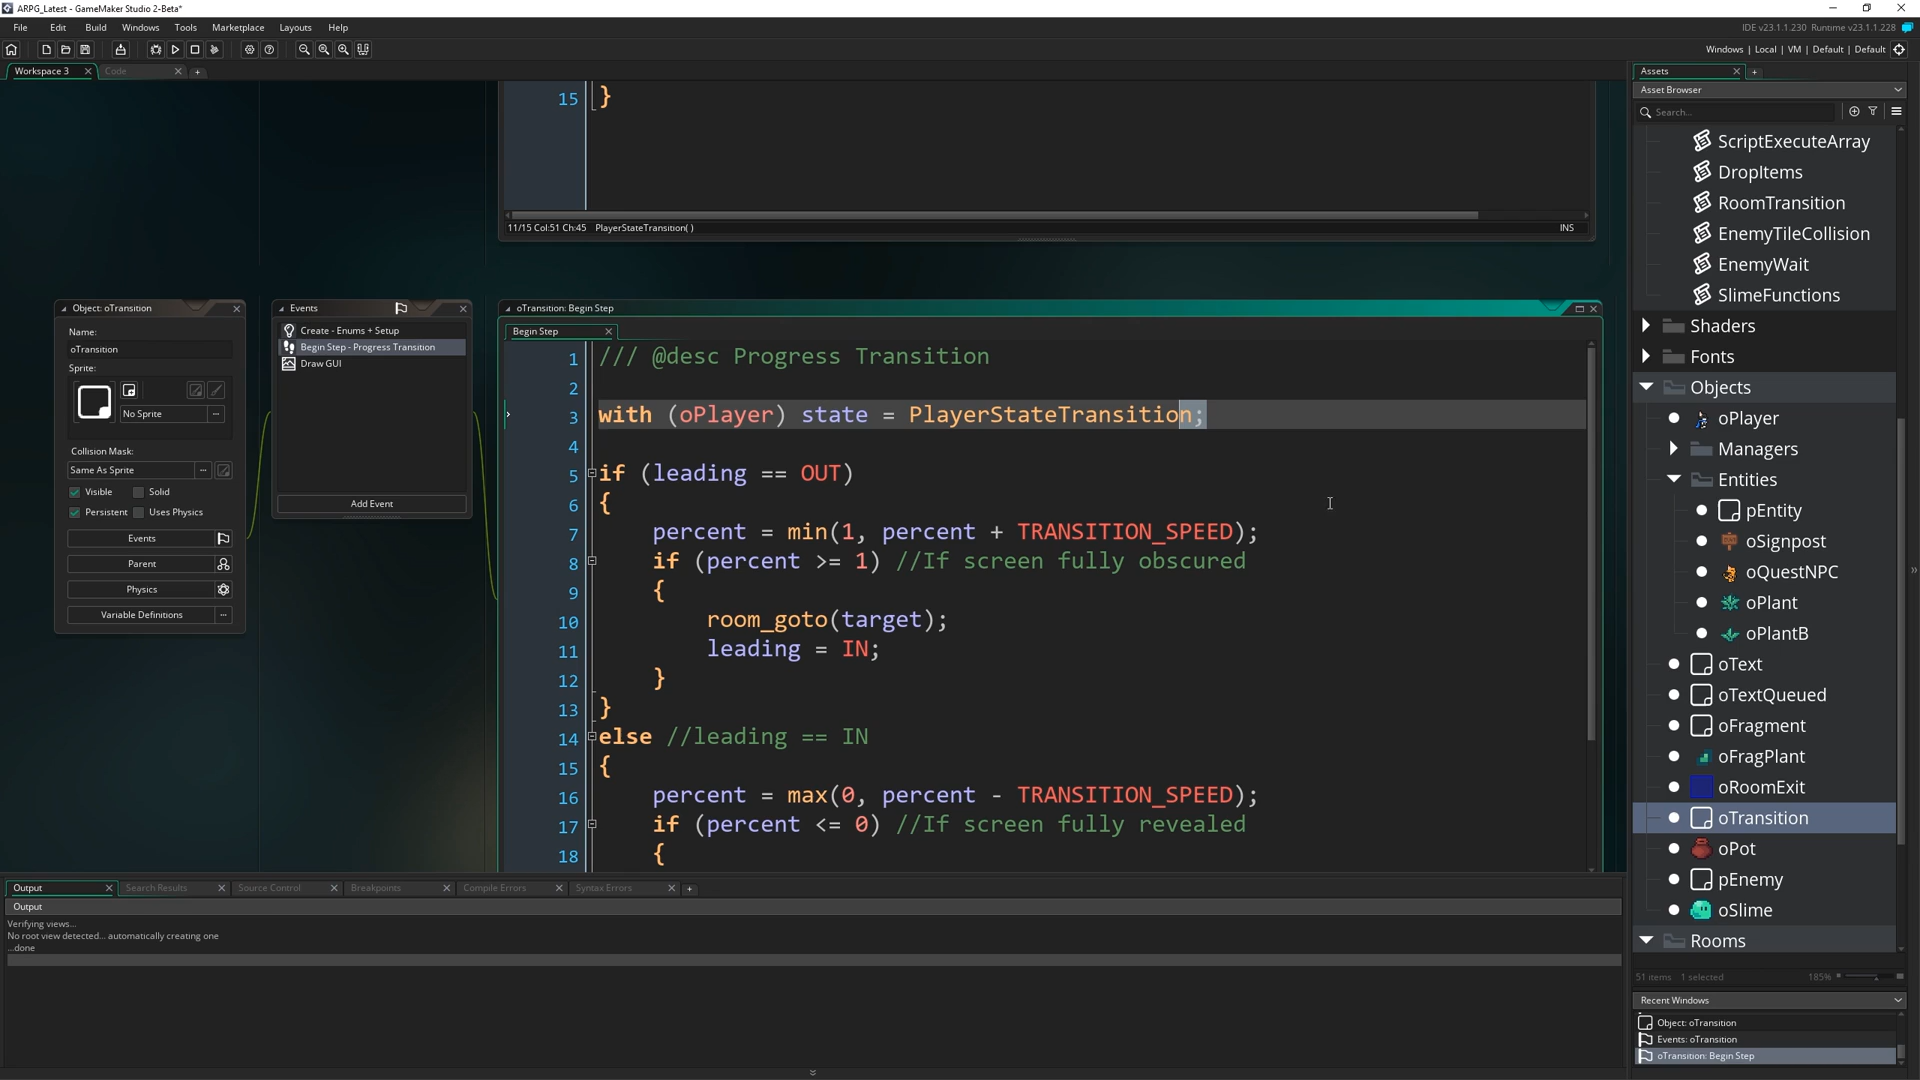 ARPG_Latest - GameMaker Studio 2-Beta*
File Edit Build Windows Tools Marketplace Layouts Help
IDE v23.1.1.230 Runtime v23.1.1.228
Windows | Local | VM | Default | Default
Workspace 3
Code
15 }
11/15 Col:51 Ch:45 PlayerStateTransition( )
INS
Object: oTransition
Name:
oTransition
Sprite:
No Sprite
Collision Mask:
Same As Sprite
Visible Solid
Persistent Uses Physics
Events
Parent
Physics
Variable Definitions
Events
Create - Enums + Setup
Begin Step - Progress Transition
Draw GUI
Add Event
oTransition: Begin Step
Begin Step
1 /// @desc Progress Transition
2
3 with (oPlayer) state = PlayerStateTransition;
4
5 if (leading == OUT)
6 {
7 percent = min(1, percent + TRANSITION_SPEED);
8 if (percent >= 1) //If screen fully obscured
9 {
10 room_goto(target);
11 leading = IN;
12 }
13 }
14 else //leading == IN
15 {
16 percent = max(0, percent - TRANSITION_SPEED);
17 if (percent <= 0) //If screen fully revealed
18 {
Output Search Results Source Control Breakpoints Compile Errors Syntax Errors
Output
Verifying views...
No root view detected... automatically creating one
...done
Assets
Asset Browser
Search...
ScriptExecuteArray
DropItems
RoomTransition
EnemyTileCollision
EnemyWait
SlimeFunctions
Shaders
Fonts
Objects
oPlayer
Managers
Entities
pEntity
oSignpost
oQuestNPC
oPlant
oPlantB
oText
oTextQueued
oFragment
oFragPlant
oRoomExit
oTransition
oPot
pEnemy
oSlime
Rooms
51 items 1 selected 185%
Recent Windows
Object: oTransition
Events: oTransition
oTransition: Begin Step